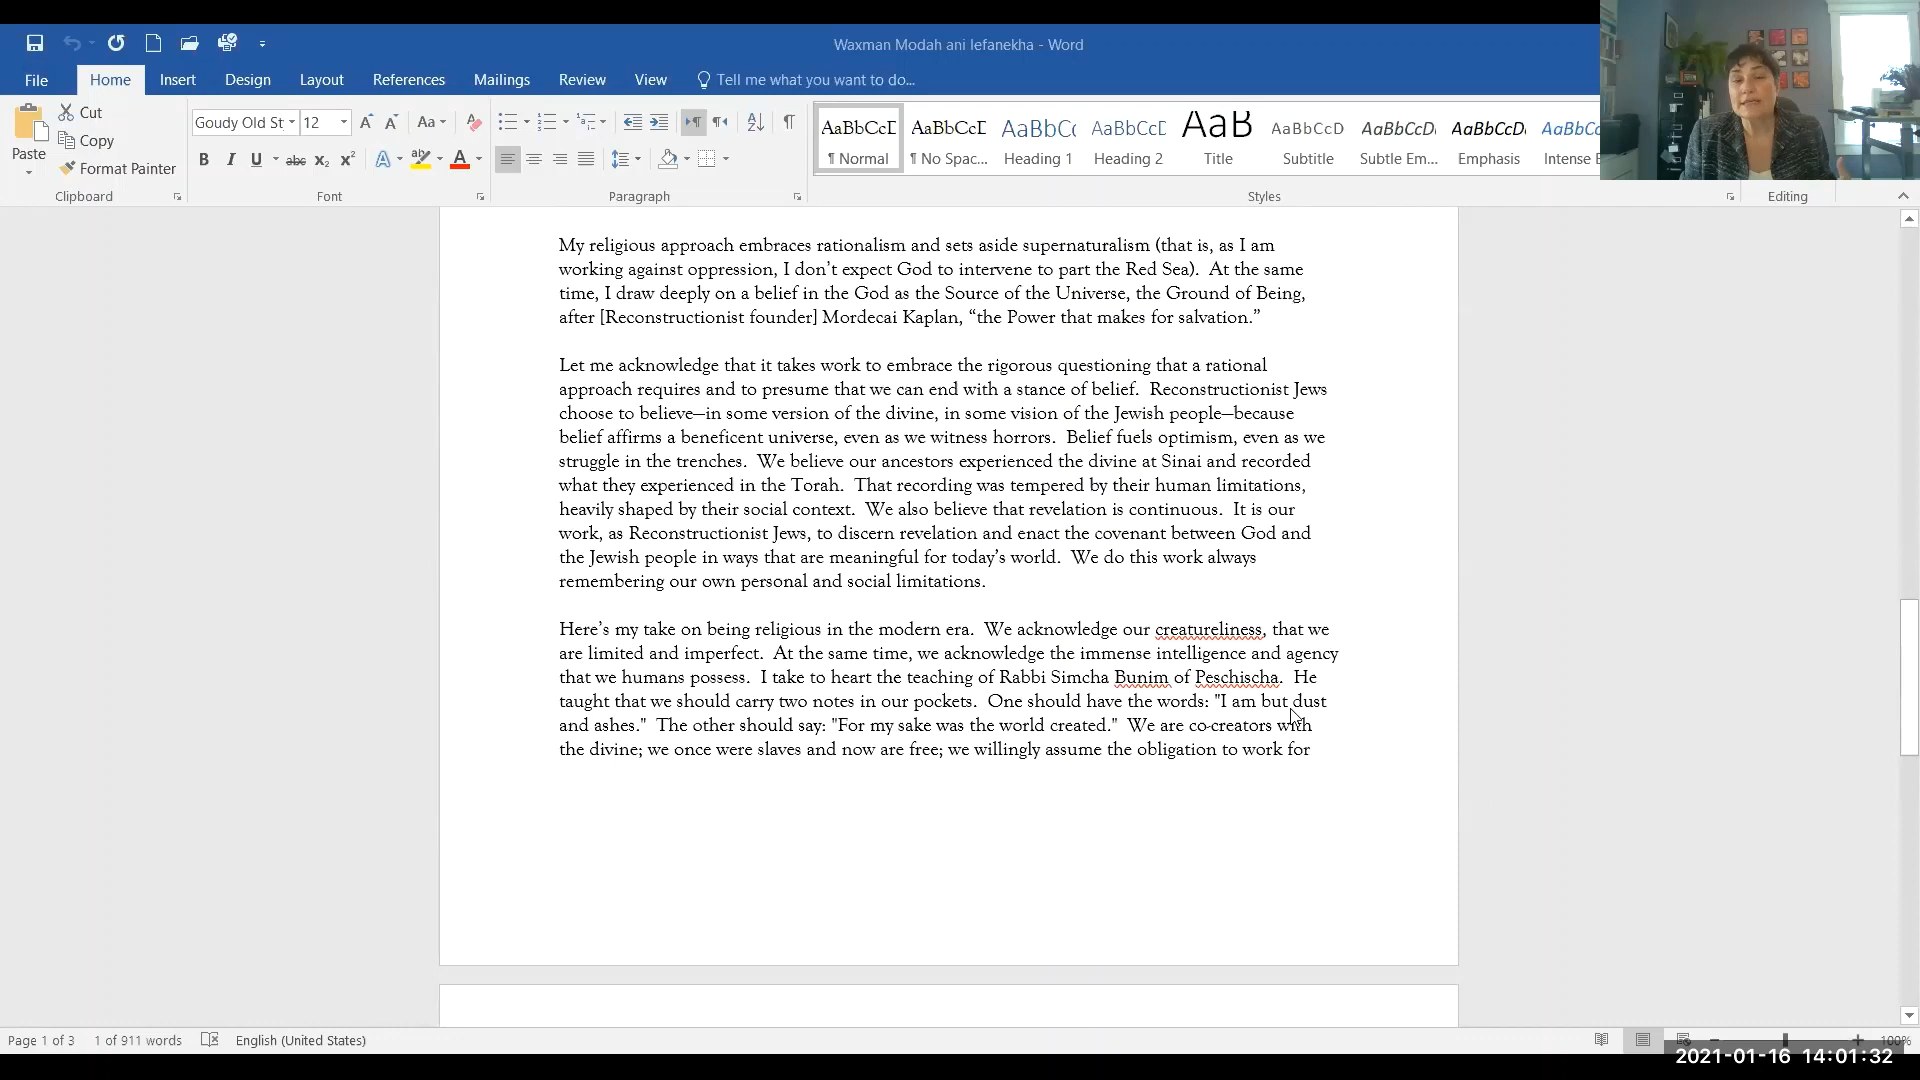 Waxman Modah ani lefanekha - Word
File Home Insert Design Layout References Mailings Review View Tell me what you want to do...
Cut
Copy
Format Painter
Paste
Clipboard
Goudy Old St 12
Aa
B I U abc x₂ x² A ab A
Font
Paragraph
AaBbCcD AaBbCcD AaBbCc AaBbCcD AaB AaBbCcD AaBbCcD AaBbCcD AaBbCc
¶ Normal ¶ No Spac... Heading 1 Heading 2 Title Subtitle Subtle Em... Emphasis Intense E
Styles
Editing
My religious approach embraces rationalism and sets aside supernaturalism (that is, as I am
working against oppression, I don’t expect God to intervene to part the Red Sea).  At the same
time, I draw deeply on a belief in the God as the Source of the Universe, the Ground of Being,
after [Reconstructionist founder] Mordecai Kaplan, “the Power that makes for salvation.”
Let me acknowledge that it takes work to embrace the rigorous questioning that a rational
approach requires and to presume that we can end with a stance of belief.  Reconstructionist Jews
choose to believe—in some version of the divine, in some vision of the Jewish people—because
belief affirms a beneficent universe, even as we witness horrors.  Belief fuels optimism, even as we
struggle in the trenches.  We believe our ancestors experienced the divine at Sinai and recorded
what they experienced in the Torah.  That recording was tempered by their human limitations,
heavily shaped by their social context.  We also believe that revelation is continuous.  It is our
work, as Reconstructionist Jews, to discern revelation and enact the covenant between God and
the Jewish people in ways that are meaningful for today’s world.  We do this work always
remembering our own personal and social limitations.
Here’s my take on being religious in the modern era.  We acknowledge our creatureliness, that we
are limited and imperfect.  At the same time, we acknowledge the immense intelligence and agency
that we humans possess.  I take to heart the teaching of Rabbi Simcha Bunim of Peschischa.  He
taught that we should carry two notes in our pockets.  One should have the words: "I am but dust
and ashes."  The other should say: "For my sake was the world created."  We are co-creators with
the divine; we once were slaves and now are free; we willingly assume the obligation to work for
Page 1 of 3 1 of 911 words English (United States) 100%
2021-01-16 14:01:32